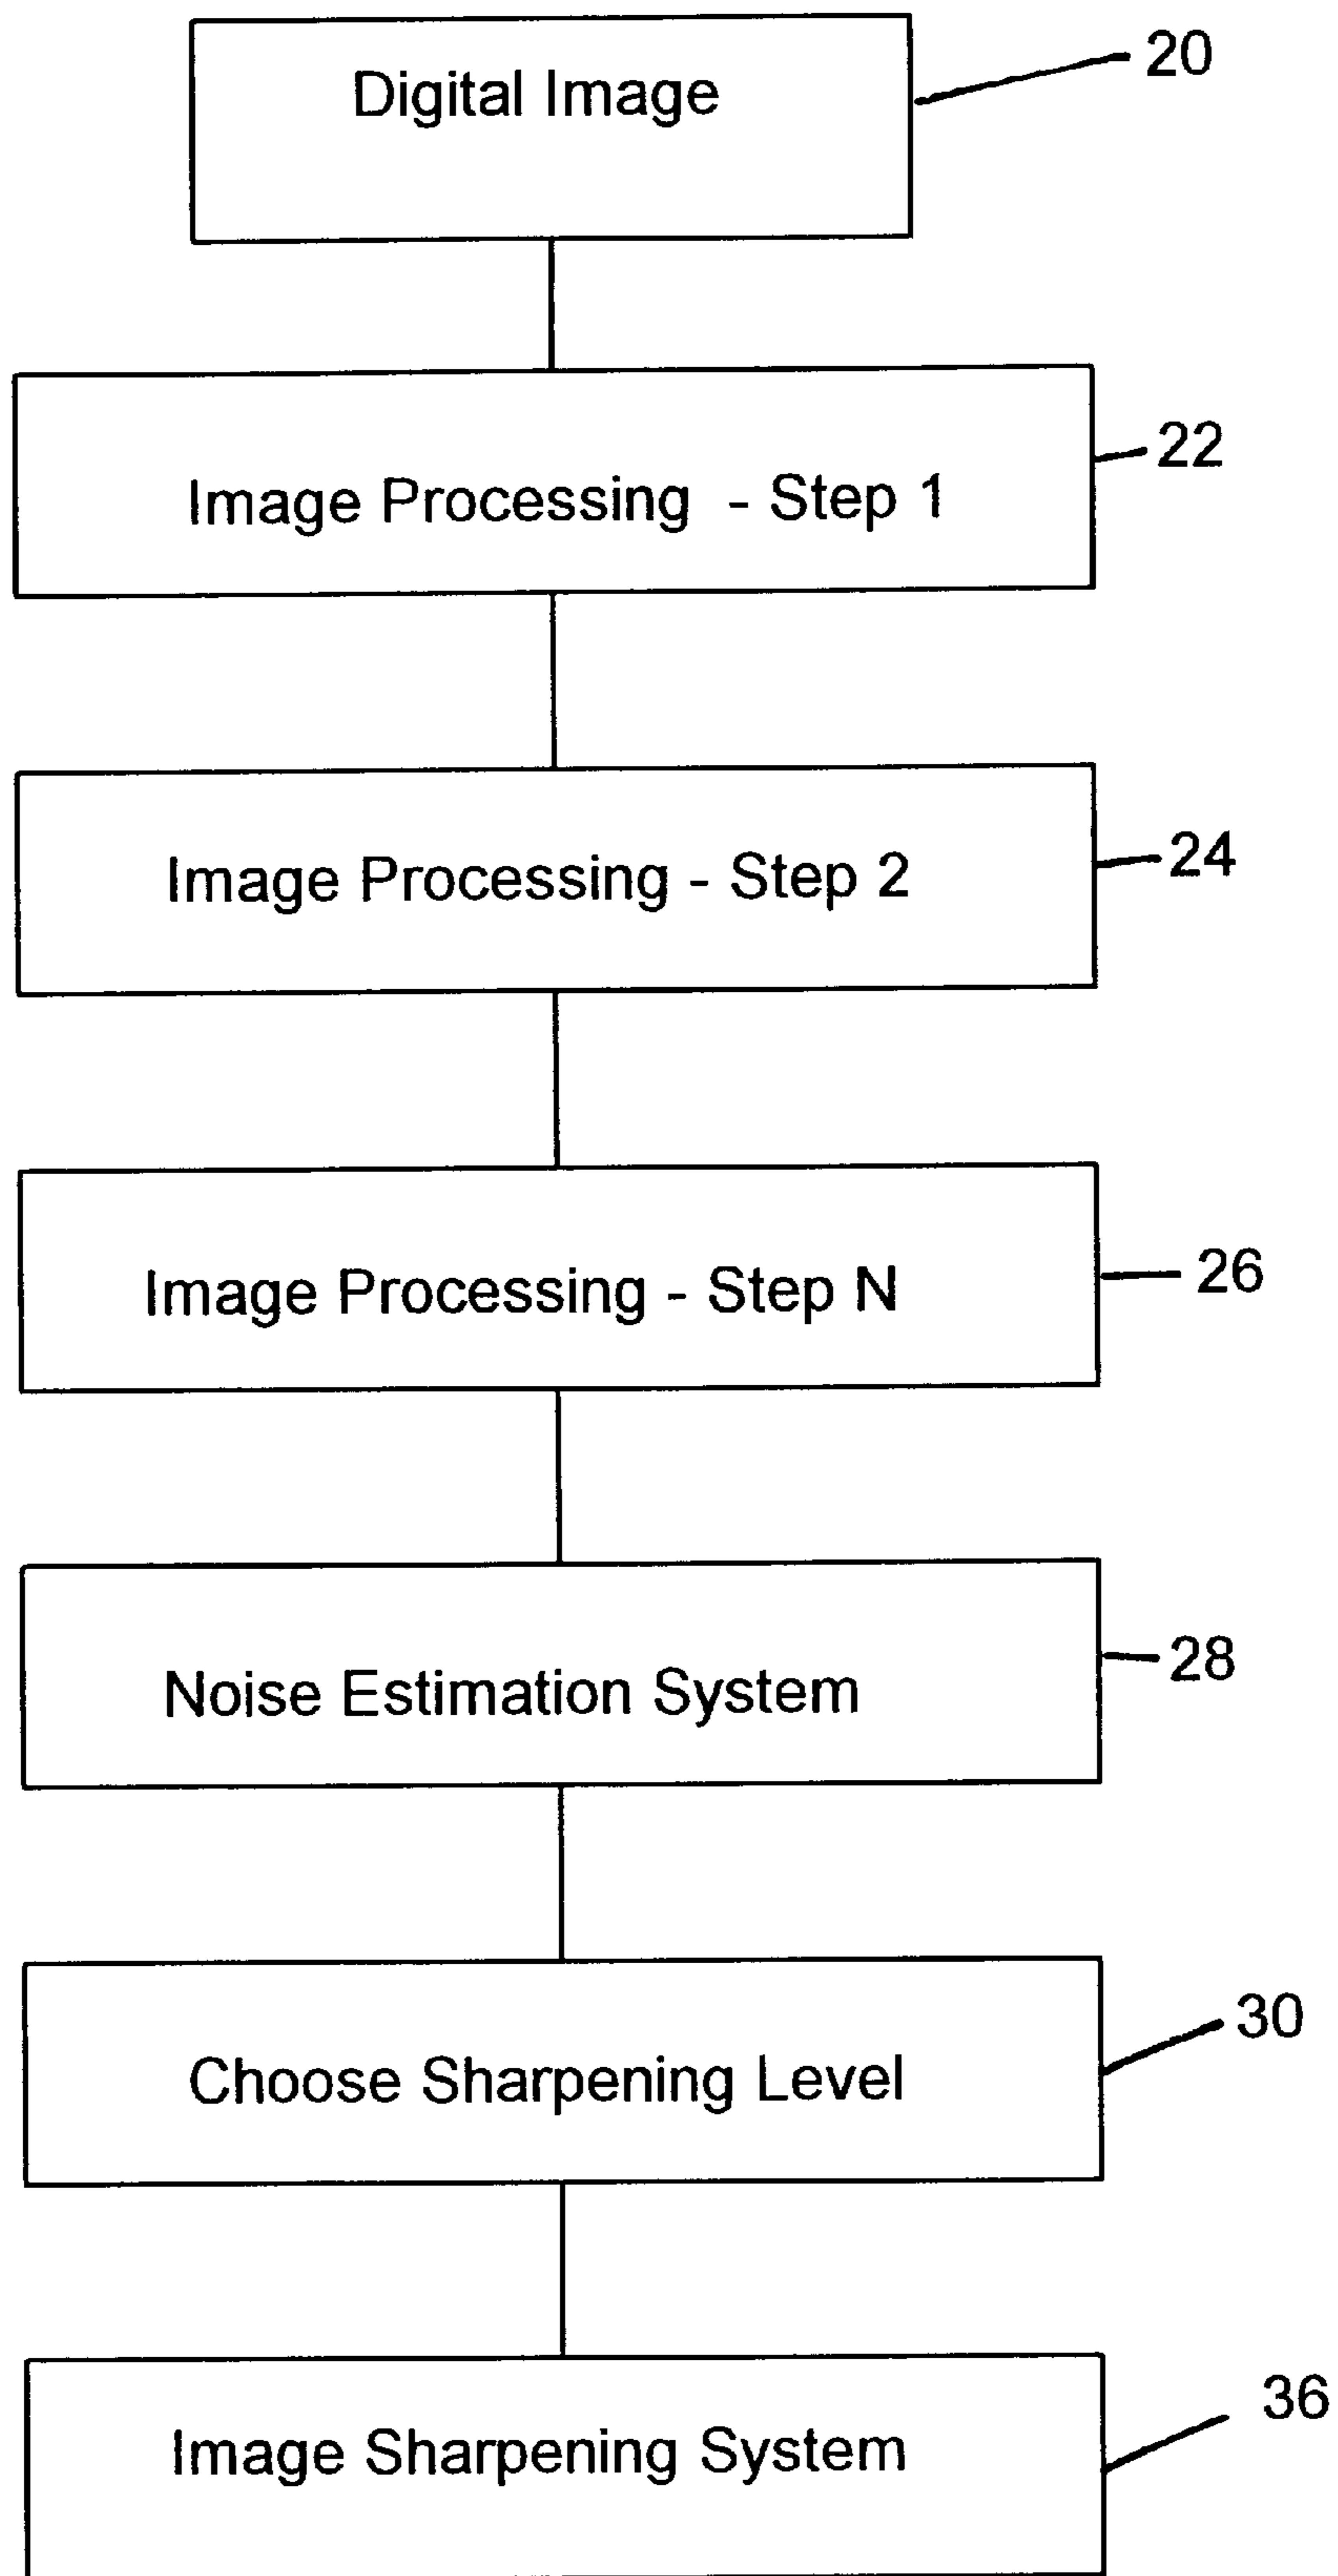 Digital Image
20
Image Processing - Step 1
22
Image Processing - Step 2
24
Image Processing - Step N
26
Noise Estimation System
28
Choose Sharpening Level
30
Image Sharpening System
36